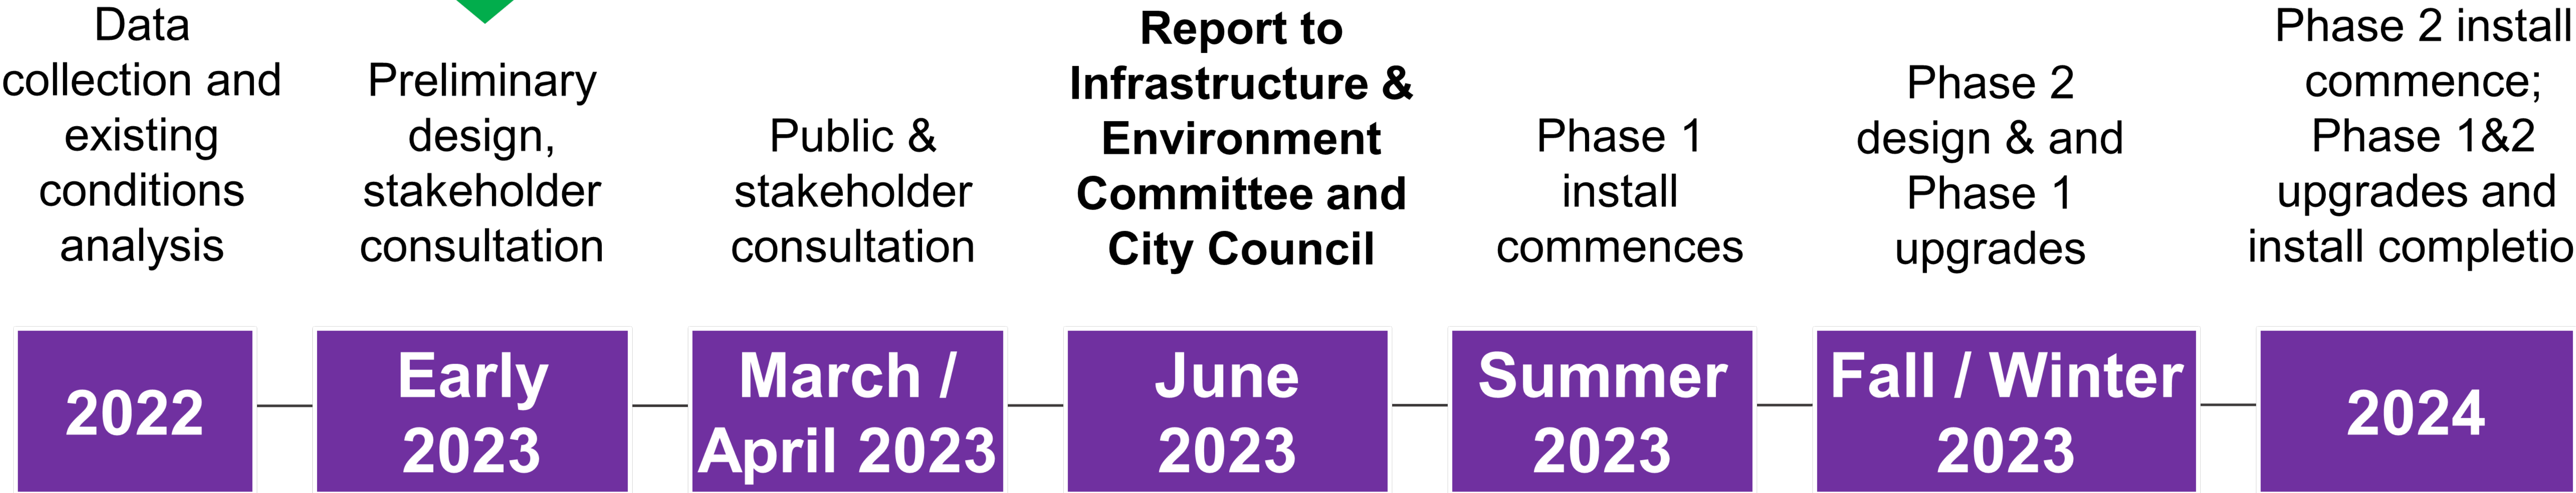 Data
collection and
existing
conditions
analysis
Preliminary
design,
stakeholder
consultation
Public &
stakeholder
consultation
Report to
Infrastructure &
Environment
Committee and
City Council
Phase 1
install
commences
Phase 2
design & and
Phase 1
upgrades
Phase 2 install
commence;
Phase 1&2
upgrades and
install completio
2022
Early
2023
March /
April 2023
June
2023
Summer
2023
Fall / Winter
2023
2024